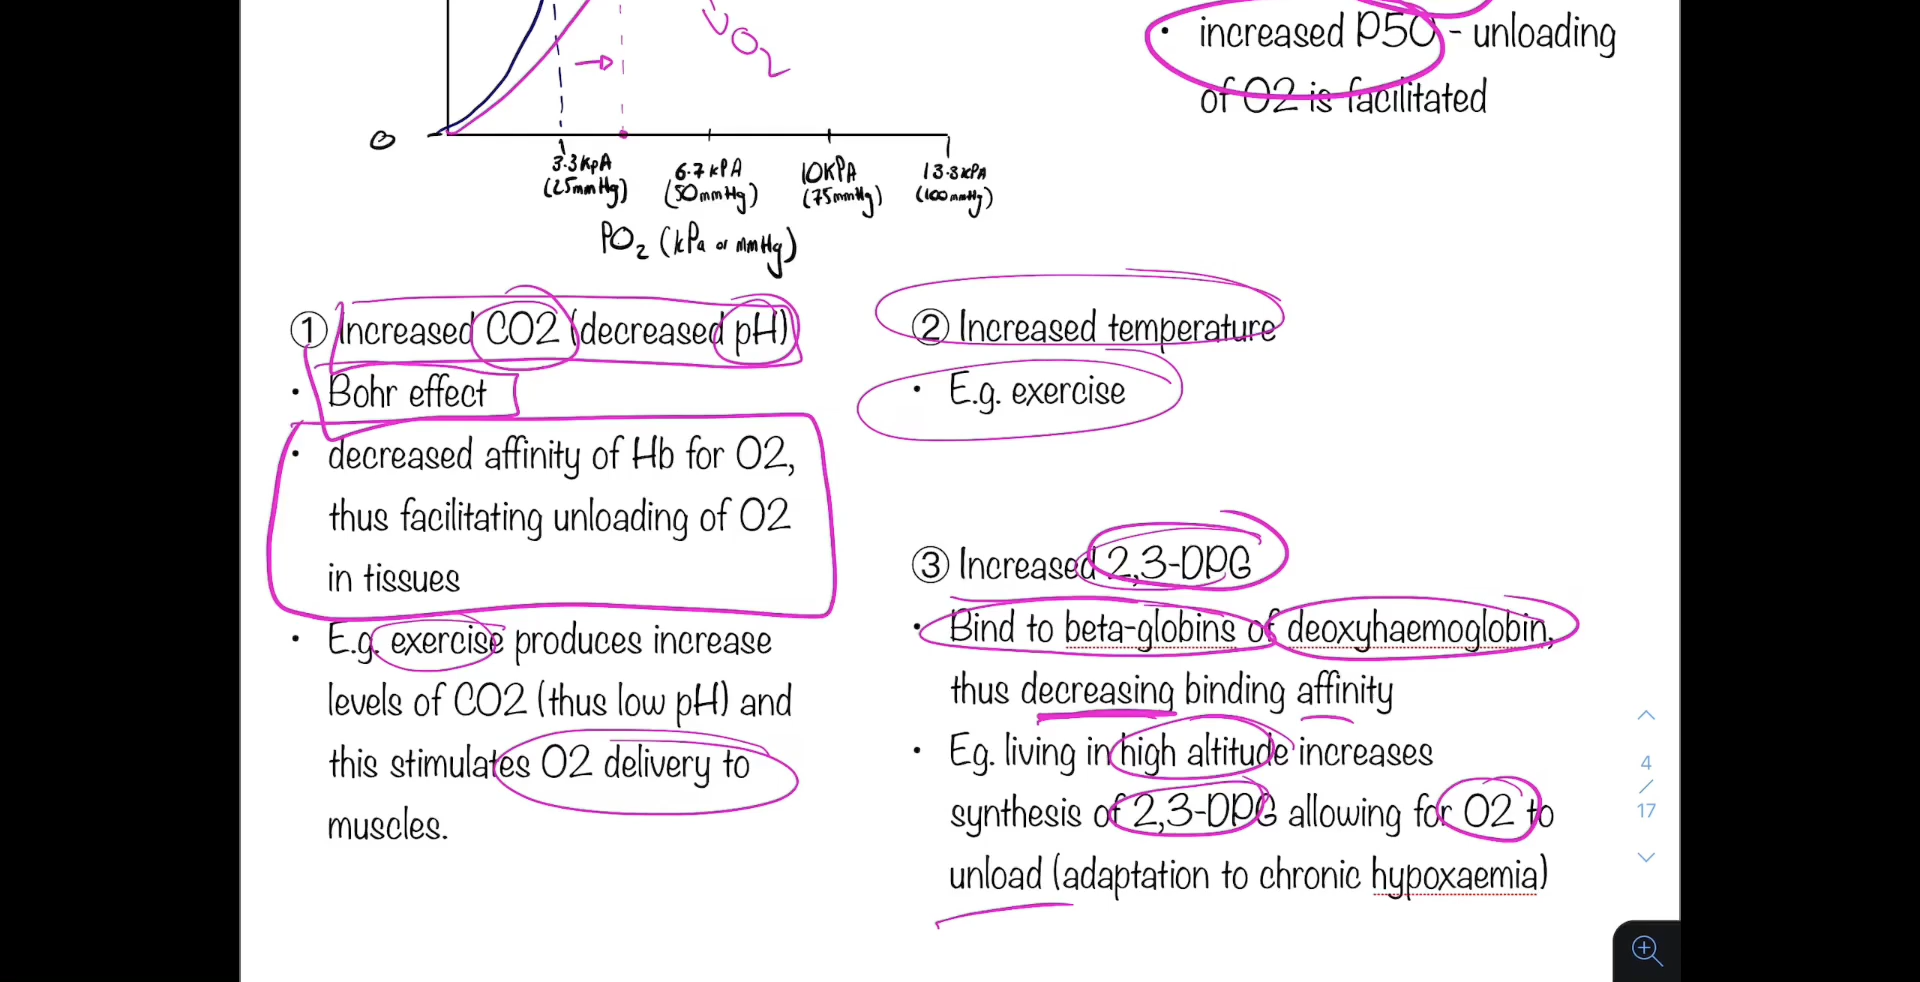 O2
• increased P50 - unloading
of O2 is facilitated
0
3.3kpA
(25mmHg)
6.7kPA
(50mmHg)
10KPA
(75mmHg)
13.3kPA
(100mmHg)
PO2 (kPa or mmHg)
① Increased CO2 (decreased pH)
• Bohr effect
• decreased affinity of Hb for O2,
thus facilitating unloading of O2
in tissues
• E.g. exercise produces increase
levels of CO2 (thus low pH) and
this stimulates O2 delivery to
muscles.
② Increased temperature
• E.g. exercise
③ Increased 2,3-DPG
• Bind to beta-globins of deoxyhaemoglobin,
thus decreasing binding affinity
• Eg. living in high altitude increases
synthesis of 2,3-DPG allowing for O2 to
unload (adaptation to chronic hypoxaemia)
4
/
17